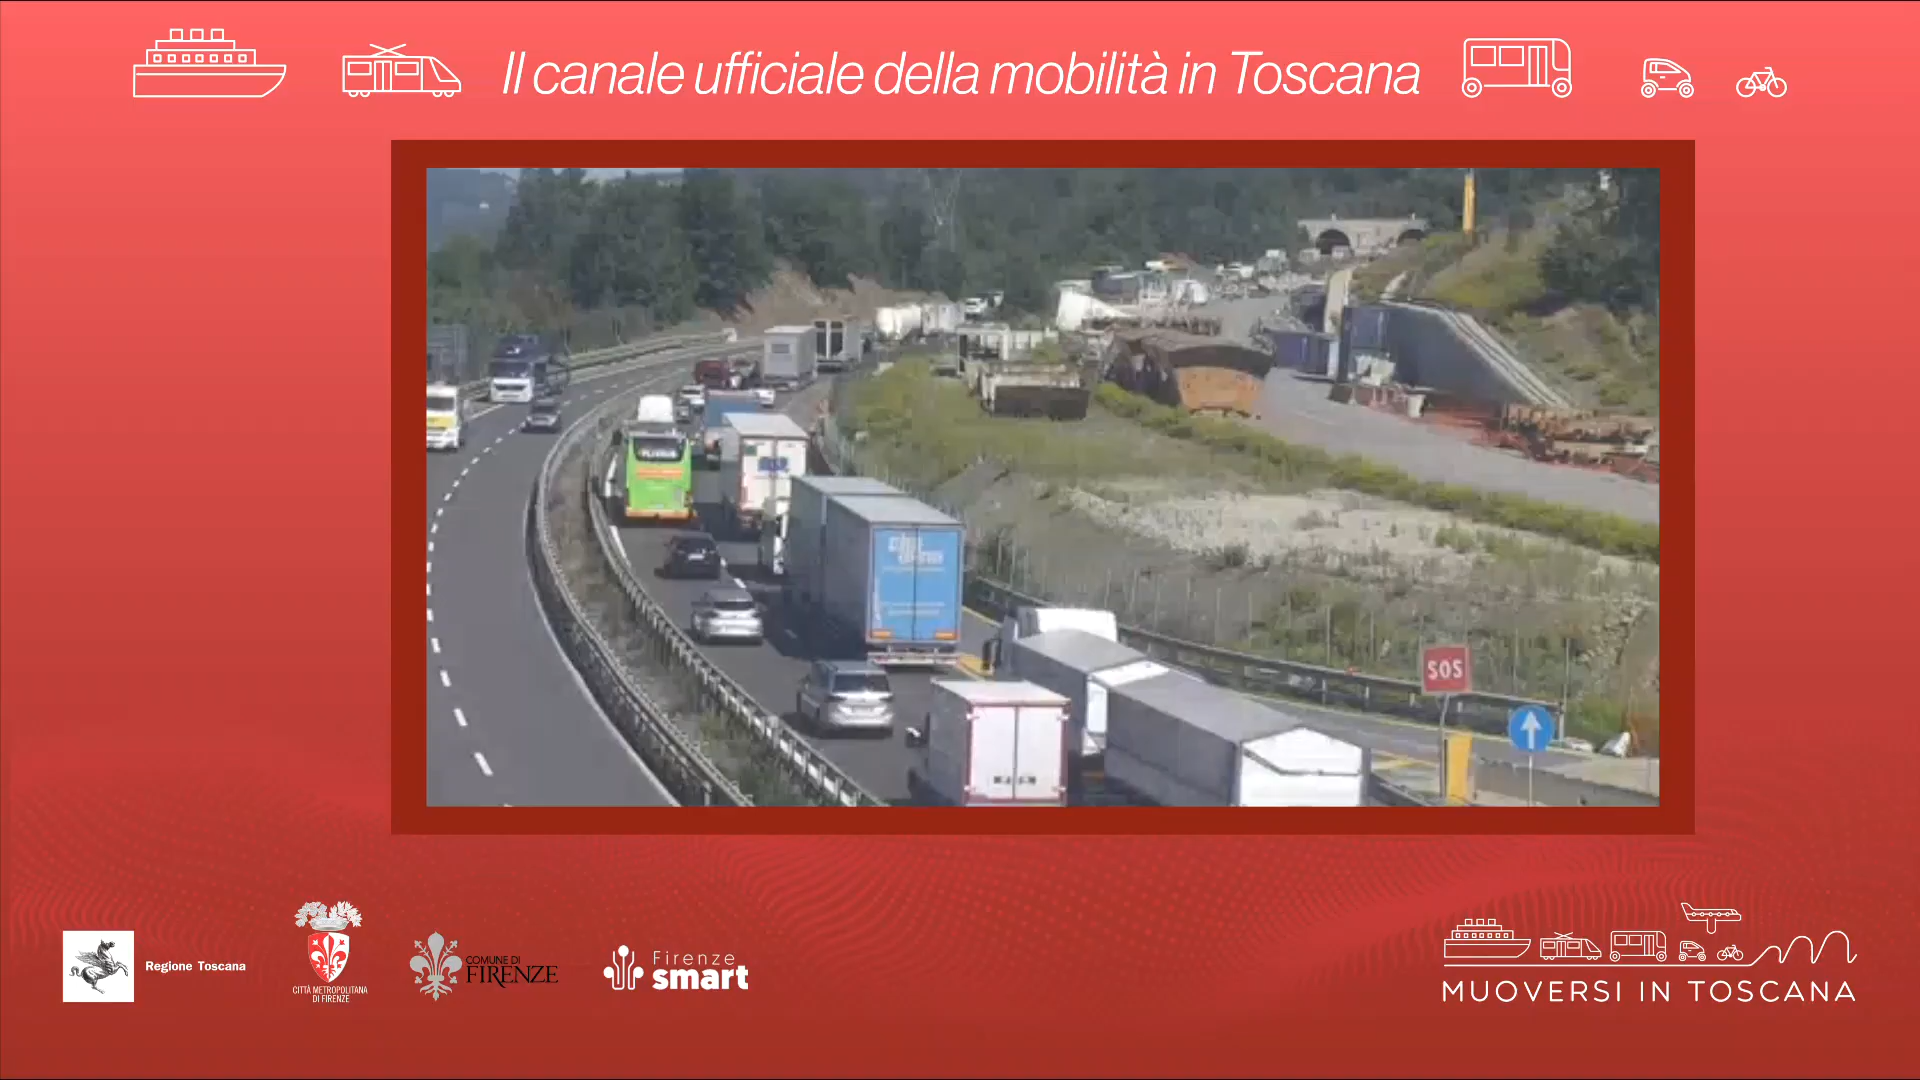 Il canale ufficiale della mobilità in Toscana
SOS
Regione Toscana
CITTÀ METROPOLITANA
DI FIRENZE
COMUNE DI
FIRENZE
Firenze
smart
MUOVERSI IN TOSCANA